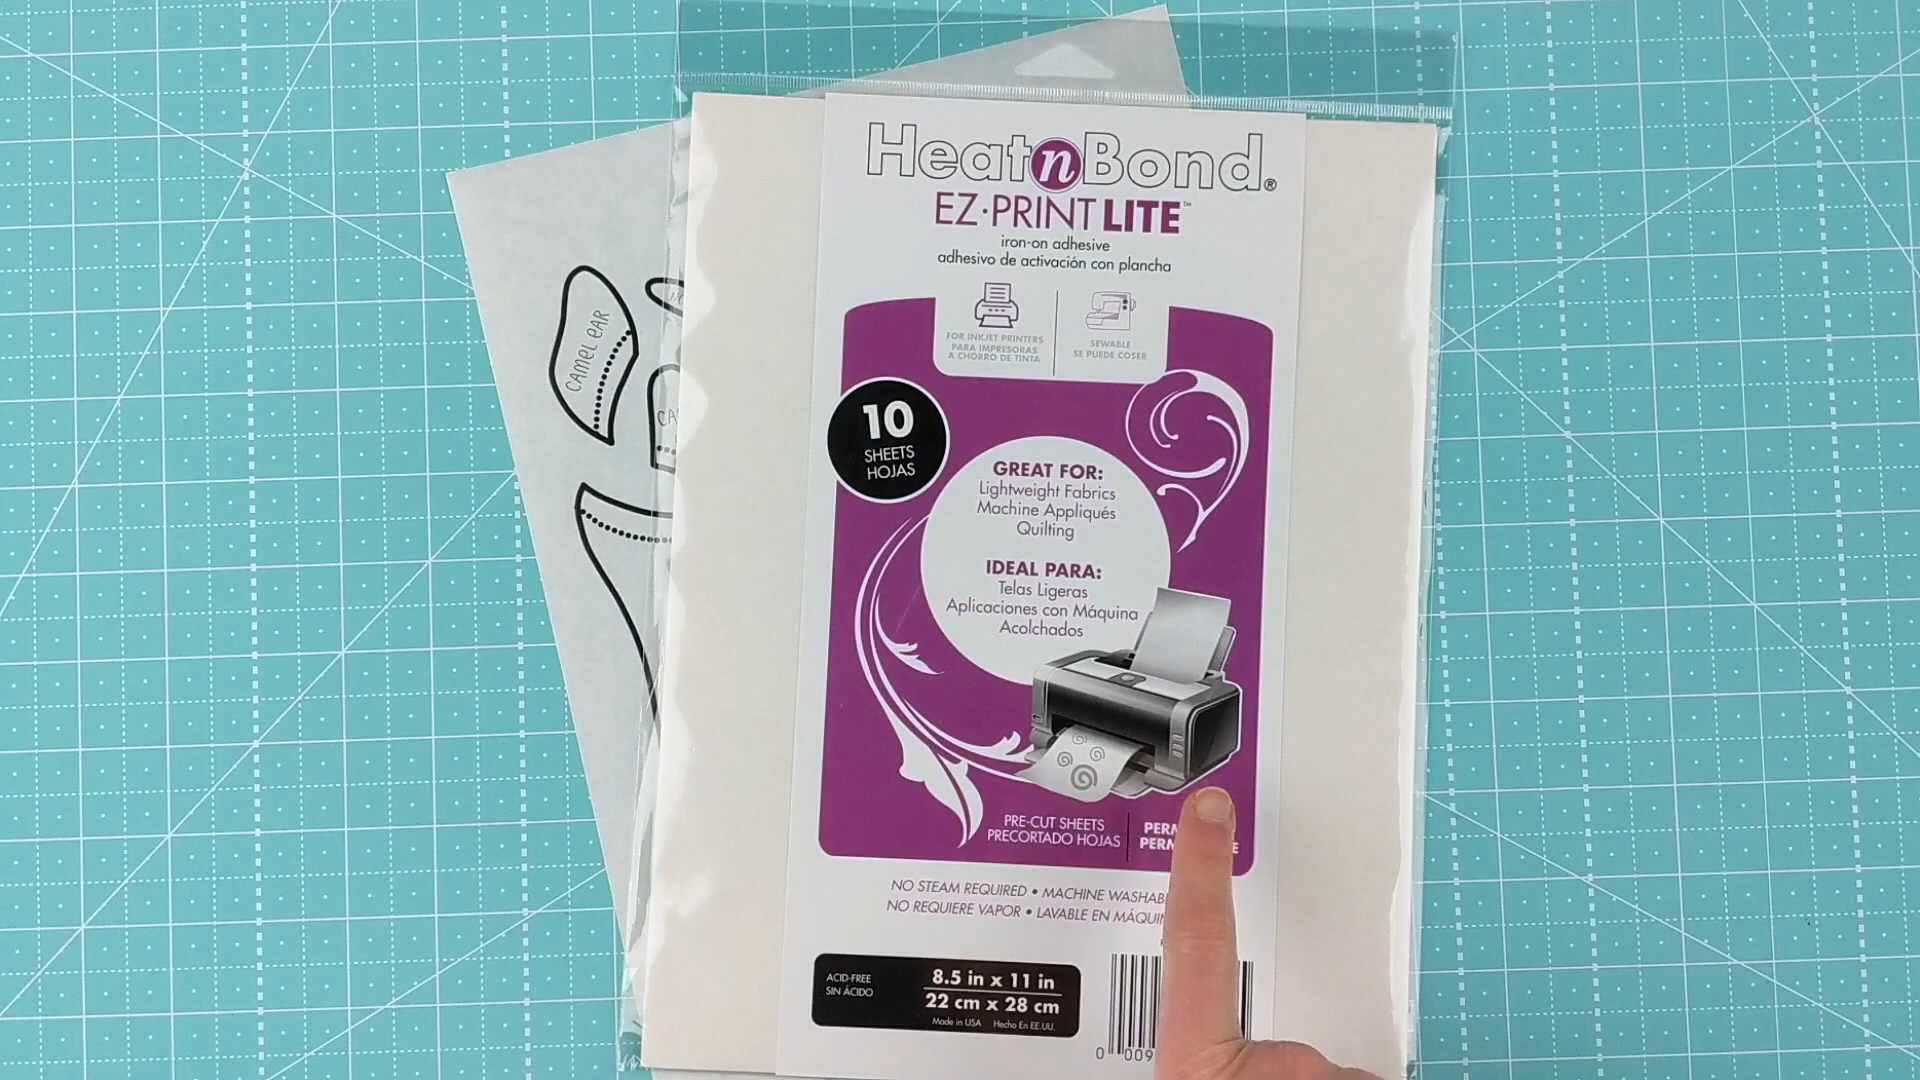 HeatnBond®
EZ•PRINT LITE™
iron-on adhesive
adhesivo de activación con plancha
FOR INKJET PRINTERS
PARA IMPRESORAS
A CHORRO DE TINTA
SEWABLE
SE PUEDE COSER
10
SHEETS
HOJAS
GREAT FOR:
Lightweight Fabrics
Machine Appliqués
Quilting
IDEAL PARA:
Telas Ligeras
Aplicaciones con Máquina
Acolchados
PRE-CUT SHEETS
PRECORTADO HOJAS
NO STEAM REQUIRED • MACHINE
NO REQUIERE VAPOR • LAVABLE EN
ACID-FREE
SIN ÁCIDO
8.5 in x 11 in
22 cm x 28 cm
Made in USA Hecho En EE.UU.
0 009
CAMEL EAR